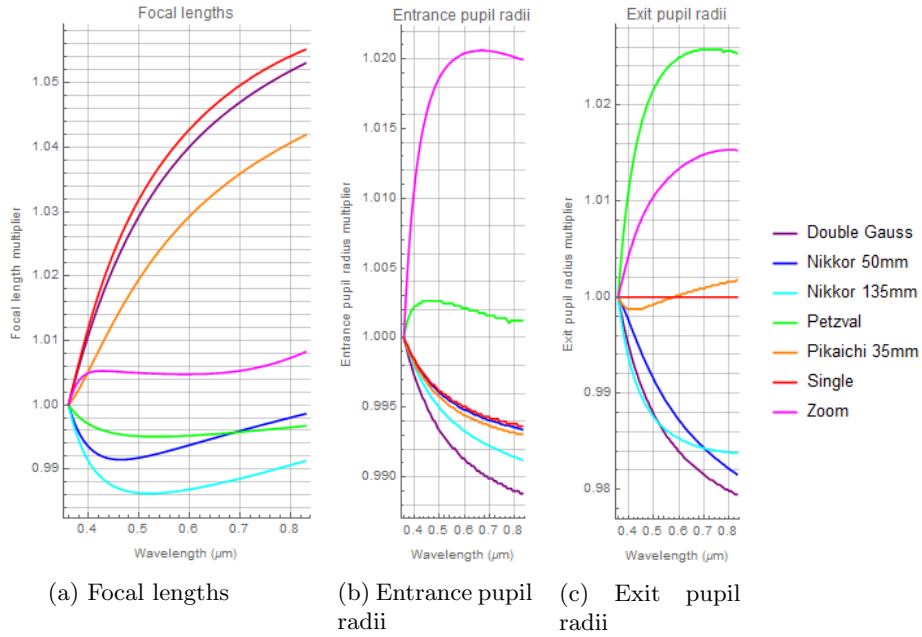 Focal lengths
Focal length multiplier
1.05
1.04
1.03
1.02
1.01
1.00
0.99
0.4 0.5 0.6 0.7 0.8
Wavelength (μm)
(a) Focal lengths
Entrance pupil radii
Entrance pupil radius multiplier
1.020
1.015
1.010
1.005
1.000
0.995
0.990
0.4 0.5 0.6 0.7 0.8
Wavelength (μm)
(b) Entrance pupil
radii
Exit pupil radii
Exit pupil radius multiplier
1.02
1.01
1.00
0.99
0.98
0.4 0.5 0.6 0.7 0.8
Wavelength (μm)
(c) Exit pupil
radii
Double Gauss
Nikkor 50mm
Nikkor 135mm
Petzval
Pikaichi 35mm
Single
Zoom